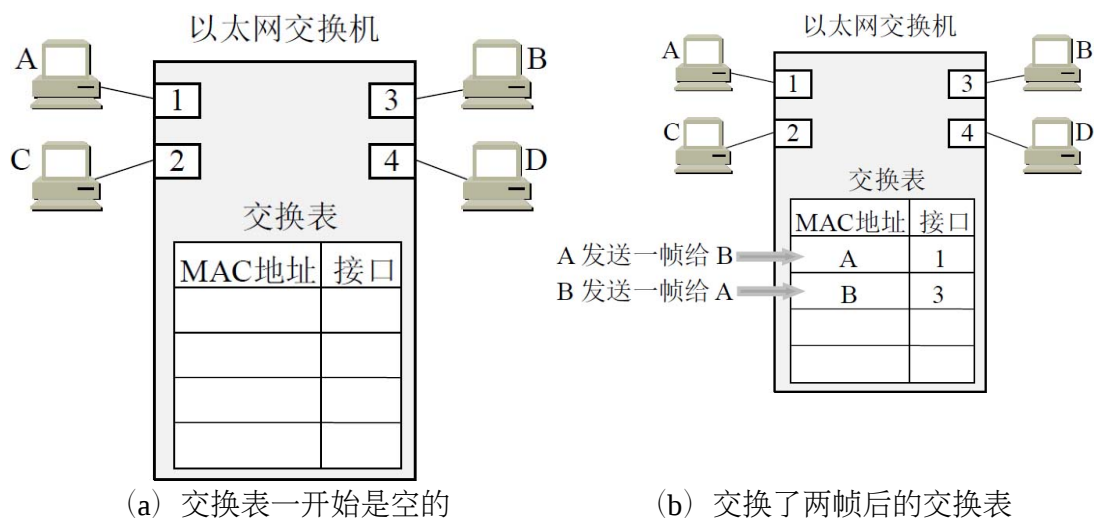 以太网交换机
A
B
1
3
C
D
2
4
交换表
MAC地址 接口
(a) 交换表一开始是空的
以太网交换机
A
B
1
3
C
D
2
4
交换表
MAC地址 接口
A 发送一帧给 B
A 1
B 发送一帧给 A
B 3
(b) 交换了两帧后的交换表